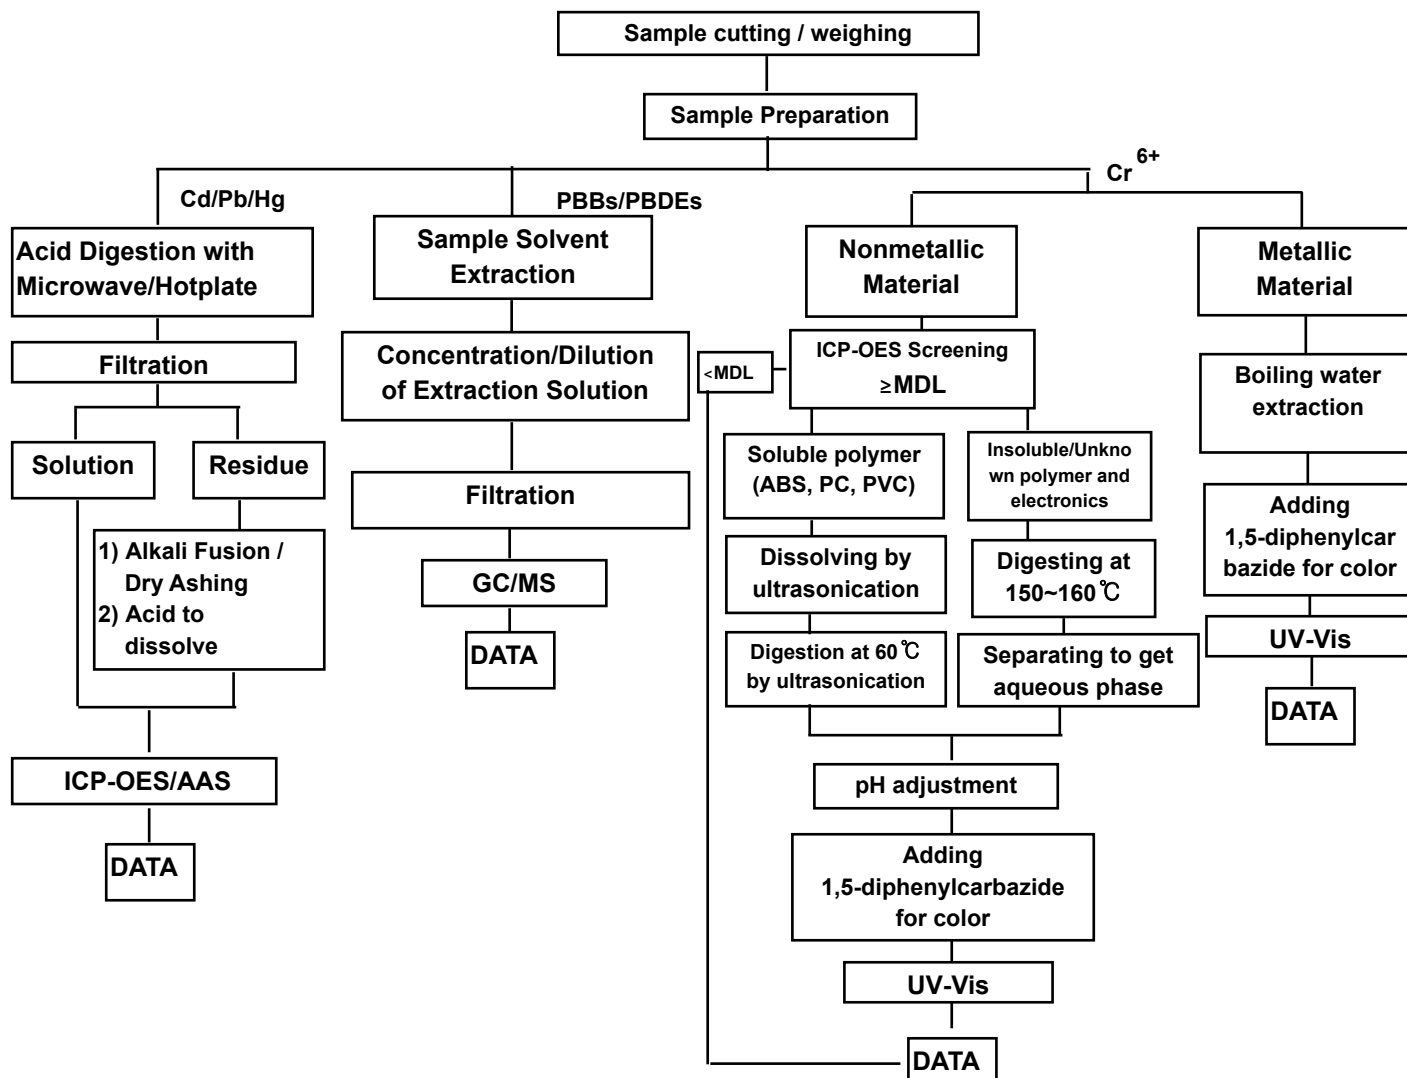 Sample cutting / weighing
Sample Preparation
Cd/Pb/Hg
PBBs/PBDEs
Cr 6+
Acid Digestion with
Microwave/Hotplate
Sample Solvent
Extraction
Nonmetallic
Material
Metallic
Material
Filtration
Concentration/Dilution
of Extraction Solution
<MDL
ICP-OES Screening
≥MDL
Boiling water
extraction
Solution
Residue
Filtration
Soluble polymer
(ABS, PC, PVC)
Insoluble/Unkno
wn polymer and
electronics
Adding
1,5-diphenylcar
bazide for color
1) Alkali Fusion /
Dry Ashing
2) Acid to
dissolve
GC/MS
Dissolving by
ultrasonication
Digesting at
150~160℃
UV-Vis
DATA
Digestion at 60℃
by ultrasonication
Separating to get
aqueous phase
DATA
ICP-OES/AAS
pH adjustment
DATA
Adding
1,5-diphenylcarbazide
for color
UV-Vis
DATA